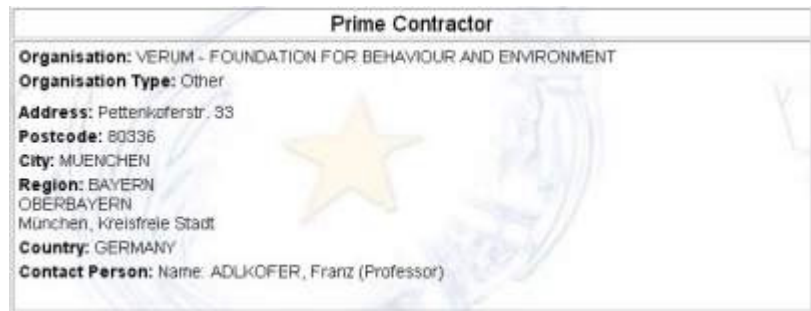 Prime Contractor
Organisation: VERUM - FOUNDATION FOR BEHAVIOUR AND ENVIRONMENT
Organisation Type: Other
Address: Pettenkoferstr. 33
Postcode: 80336
City: MUENCHEN
Region: BAYERN
OBERBAYERN
München, Kreisfreie Stadt
Country: GERMANY
Contact Person: Name: ADLKOFER, Franz (Professor)